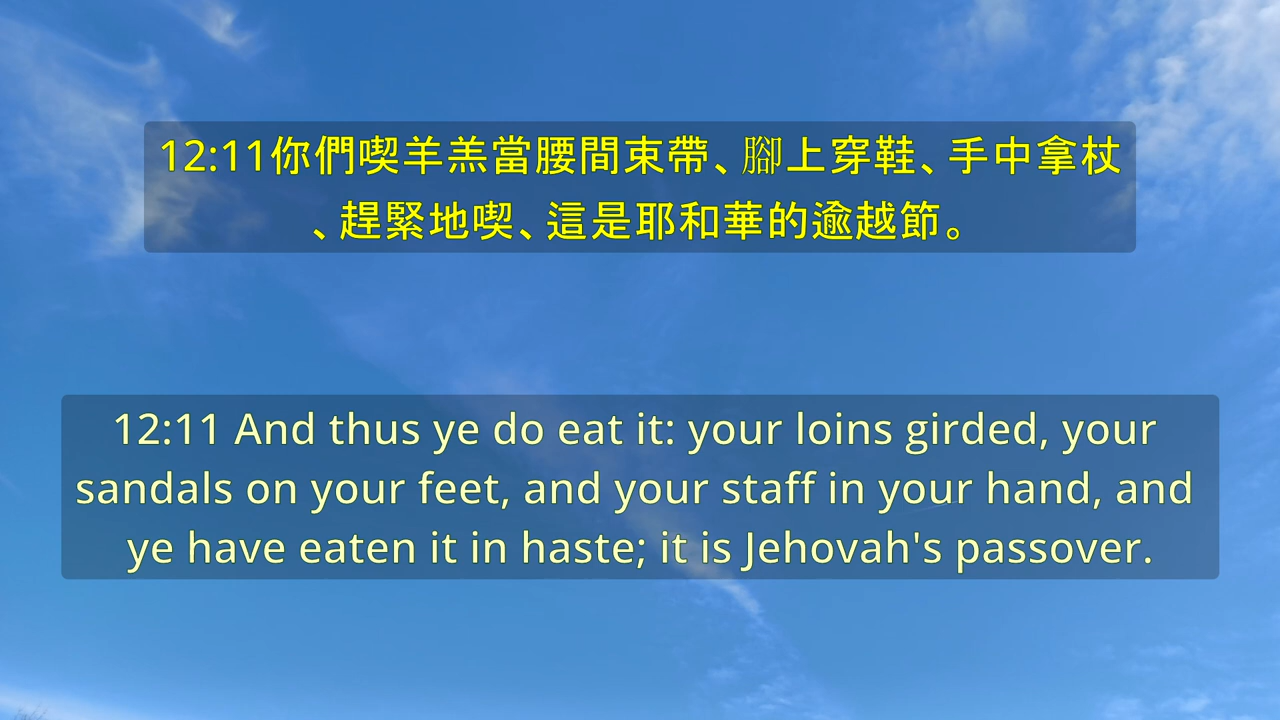 12:11你們喫羊羔當腰間束帶、腳上穿鞋、手中拿杖
、趕緊地喫、這是耶和華的逾越節。
12:11 And thus ye do eat it: your loins girded, your
sandals on your feet, and your staff in your hand, and
ye have eaten it in haste; it is Jehovah's passover.